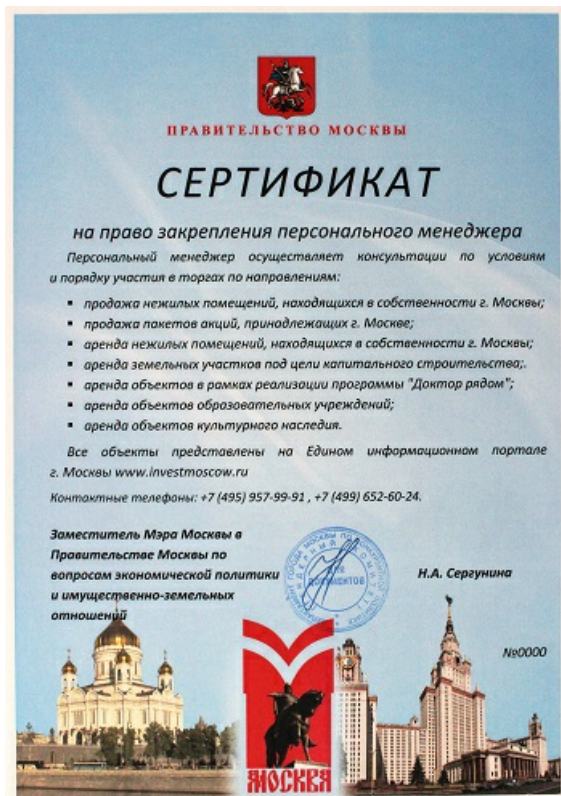 ПРАВИТЕЛЬСТВО МОСКВЫ
СЕРТИФИКАТ
на право закрепления персонального менеджера
Персональный менеджер осуществляет консультации по условиям
и порядку участия в торгах по направлениям:
▪ продажа нежилых помещений, находящихся в собственности г. Москвы;
▪ продажа пакетов акций, принадлежащих г. Москве;
▪ аренда нежилых помещений, находящихся в собственности г. Москвы;
▪ аренда земельных участков под цели капитального строительства;.
▪ аренда объектов в рамках реализации программы "Доктор рядом";
▪ аренда объектов образовательных учреждений;
▪ аренда объектов культурного наследия.
Все объекты представлены на Едином информационном портале
г. Москвы www.investmoscow.ru
Контактные телефоны: +7 (495) 957-99-91 , +7 (499) 652-60-24.
Заместитель Мэра Москвы в
Правительстве Москвы по
вопросам экономической политики
и имущественно-земельных
отношений
ДЛЯ
ДОКУМЕНТОВ
Н.А. Сергунина
№0000
МОСКВА